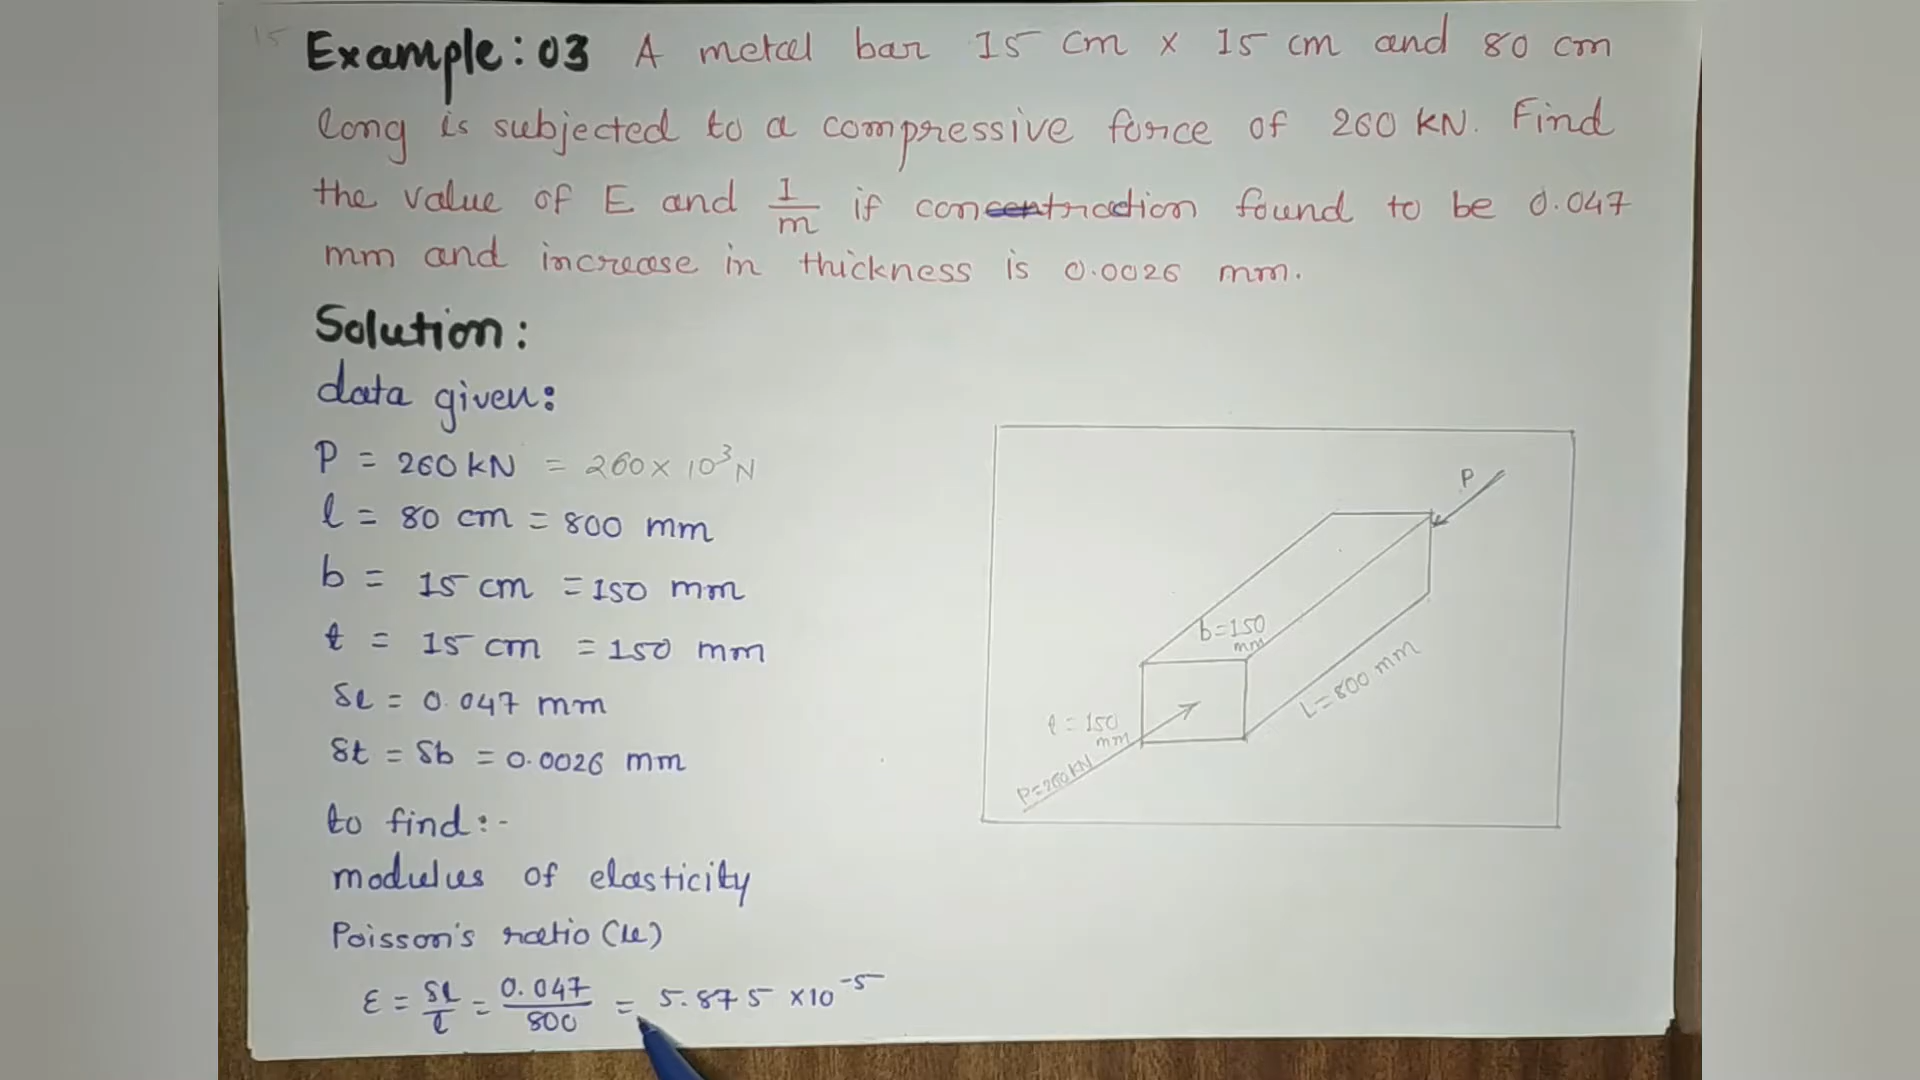 15
Example: 03 A metal bar 15 cm x 15 cm and 80 cm
long is subjected to a compressive force of 260 KN. Find
the value of E and 1/m if contraction found to be 0.047
mm and increase in thickness is 0.0026 mm.
Solution:
data given:
P = 260 kN = 260 x 10³ N
l = 80 cm = 800 mm
b = 15 cm = 150 mm
t = 15 cm = 150 mm
δl = 0.047 mm
δt = δb = 0.0026 mm
to find:-
modulus of elasticity
Poisson's ratio (μ)
ε = δl/l = 0.047/800 = 5.875 x 10⁻⁵
P
b=150
mm
t = 150
mm
L=800 mm
P=260KN